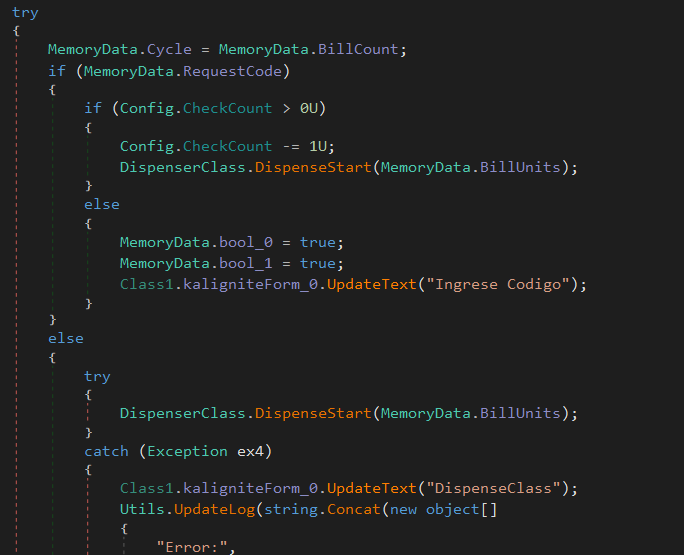 try
{
MemoryData.Cycle = MemoryData.BillCount;
if (MemoryData.RequestCode)
{
if (Config.CheckCount > 0U)
{
Config.CheckCount -= 1U;
DispenserClass.DispenseStart(MemoryData.BillUnits);
}
else
{
MemoryData.bool_0 = true;
MemoryData.bool_1 = true;
Class1.kaligniteForm_0.UpdateText("Ingrese Codigo");
}
}
else
{
try
{
DispenserClass.DispenseStart(MemoryData.BillUnits);
}
catch (Exception ex4)
{
Class1.kaligniteForm_0.UpdateText("DispenseClass");
Utils.UpdateLog(string.Concat(new object[]
{
"Error:",